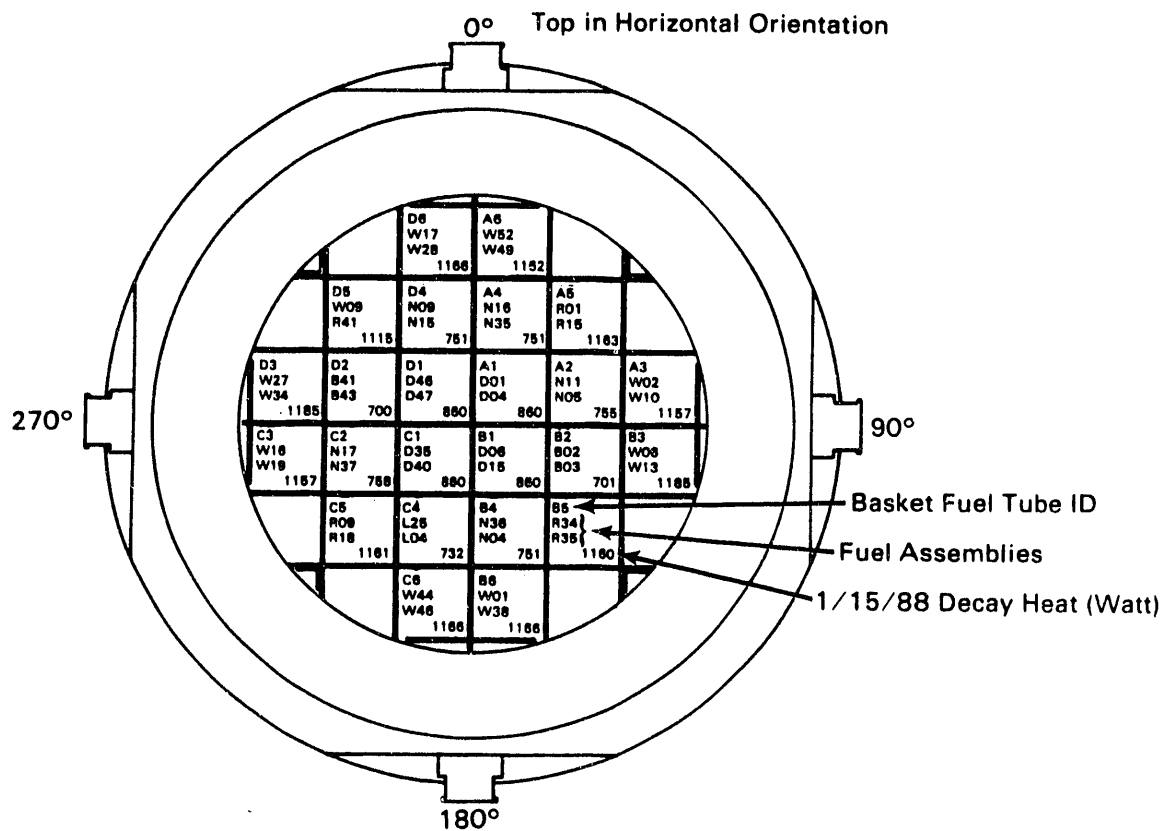 0° Top in Horizontal Orientation
D6
W17
W28
1166
A6
W52
W49
1152
D5
W09
R41
1115
D4
N09
N15
751
A4
N16
N35
751
A5
R01
R15
1163
D3
W27
W34
1185
D2
B41
B43
700
D1
D46
D47
860
A1
D01
D04
860
A2
N11
N05
755
A3
W02
W10
1157
270°
90°
C3
W16
W19
1157
C2
N17
N37
C1
D35
D40
860
B1
D06
D15
860
B2
B02
B03
701
B3
W13
1185
C5
R09
R18
1161
C4
L25
L04
732
B4
N36
N04
751
B5
R34
R35
1160
Basket Fuel Tube ID
Fuel Assemblies
1/15/88 Decay Heat (Watt)
C6
W44
W46
1166
B6
W01
W38
1166
180°